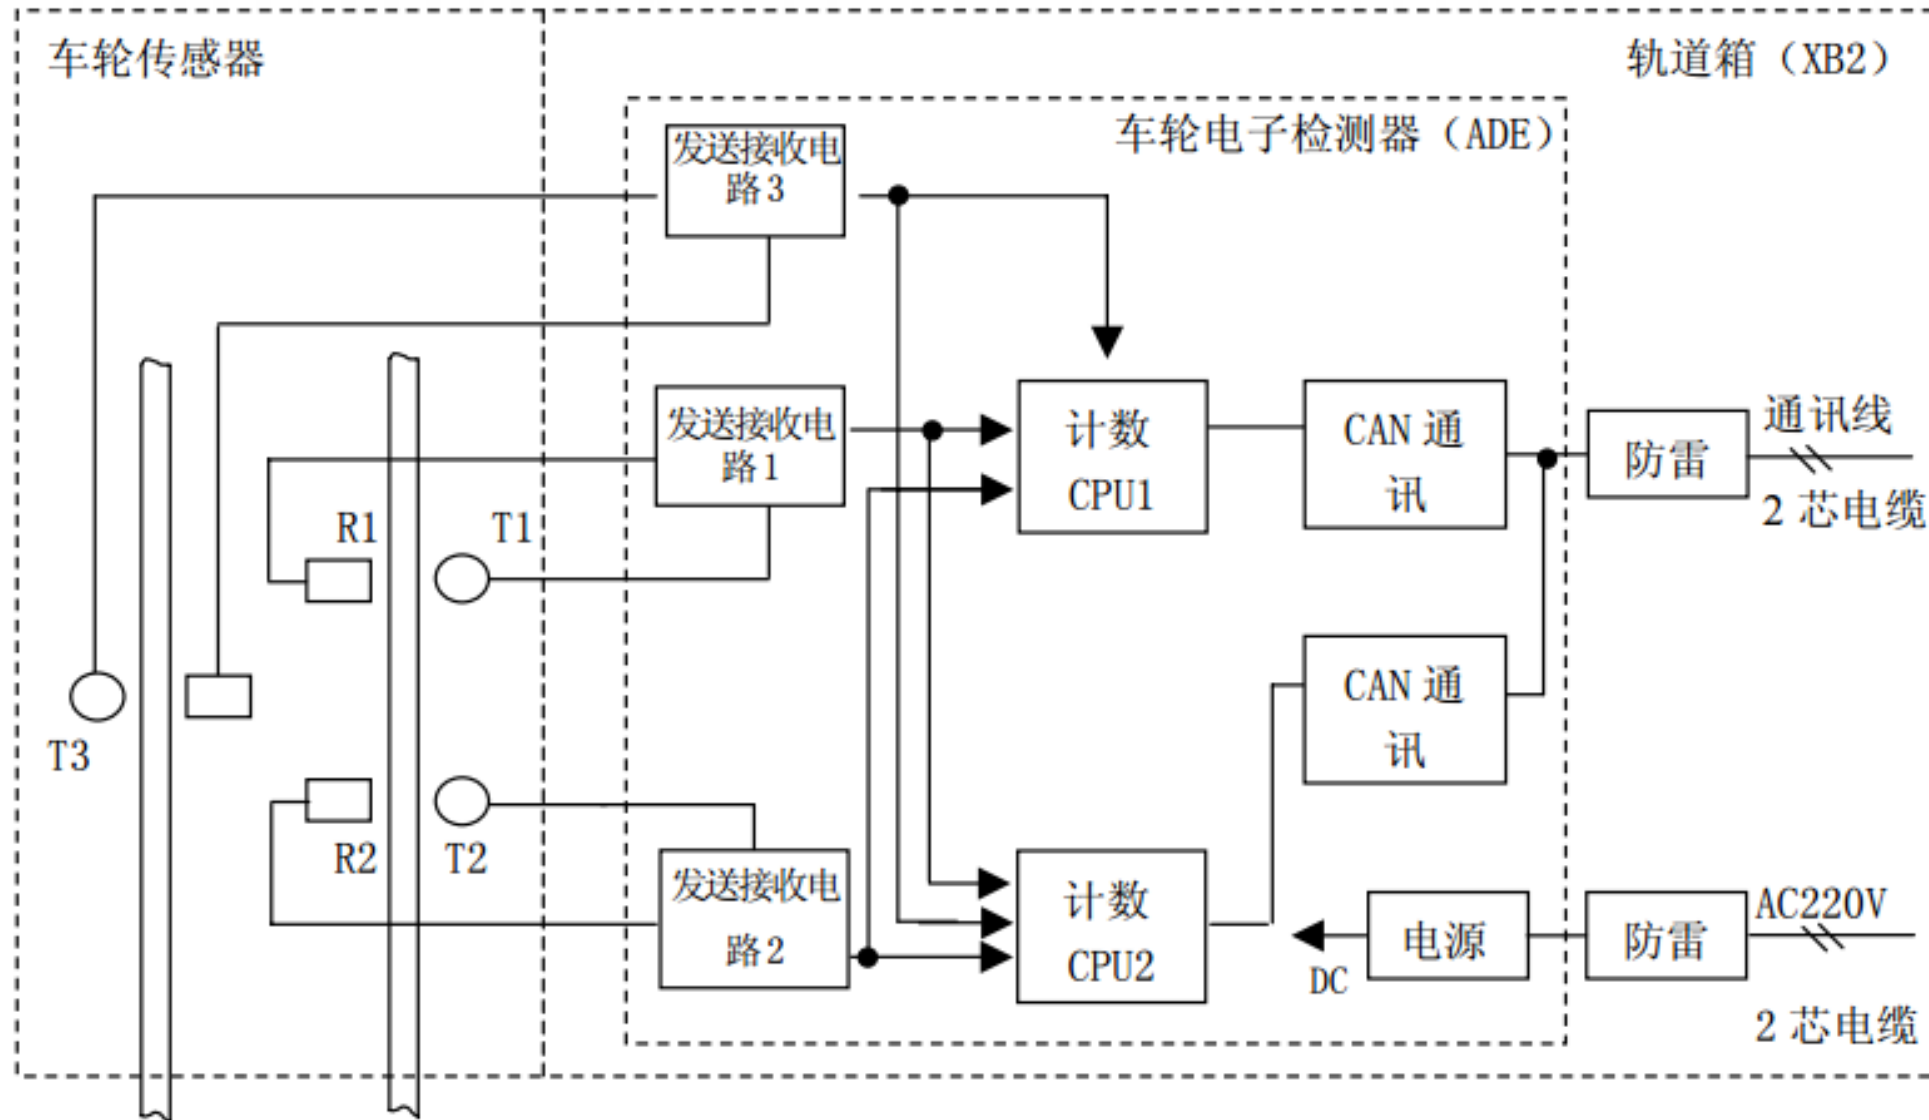 车轮传感器
轨道箱（XB2）
车轮电子检测器（ADE）
发送接收电
路3
发送接收电
路1
计数
CPU1
CAN 通
讯
防雷
通讯线
2 芯电缆
R1
T1
T3
CAN 通
讯
R2
T2
发送接收电
路2
计数
CPU2
DC
电源
防雷
AC220V
2 芯电缆